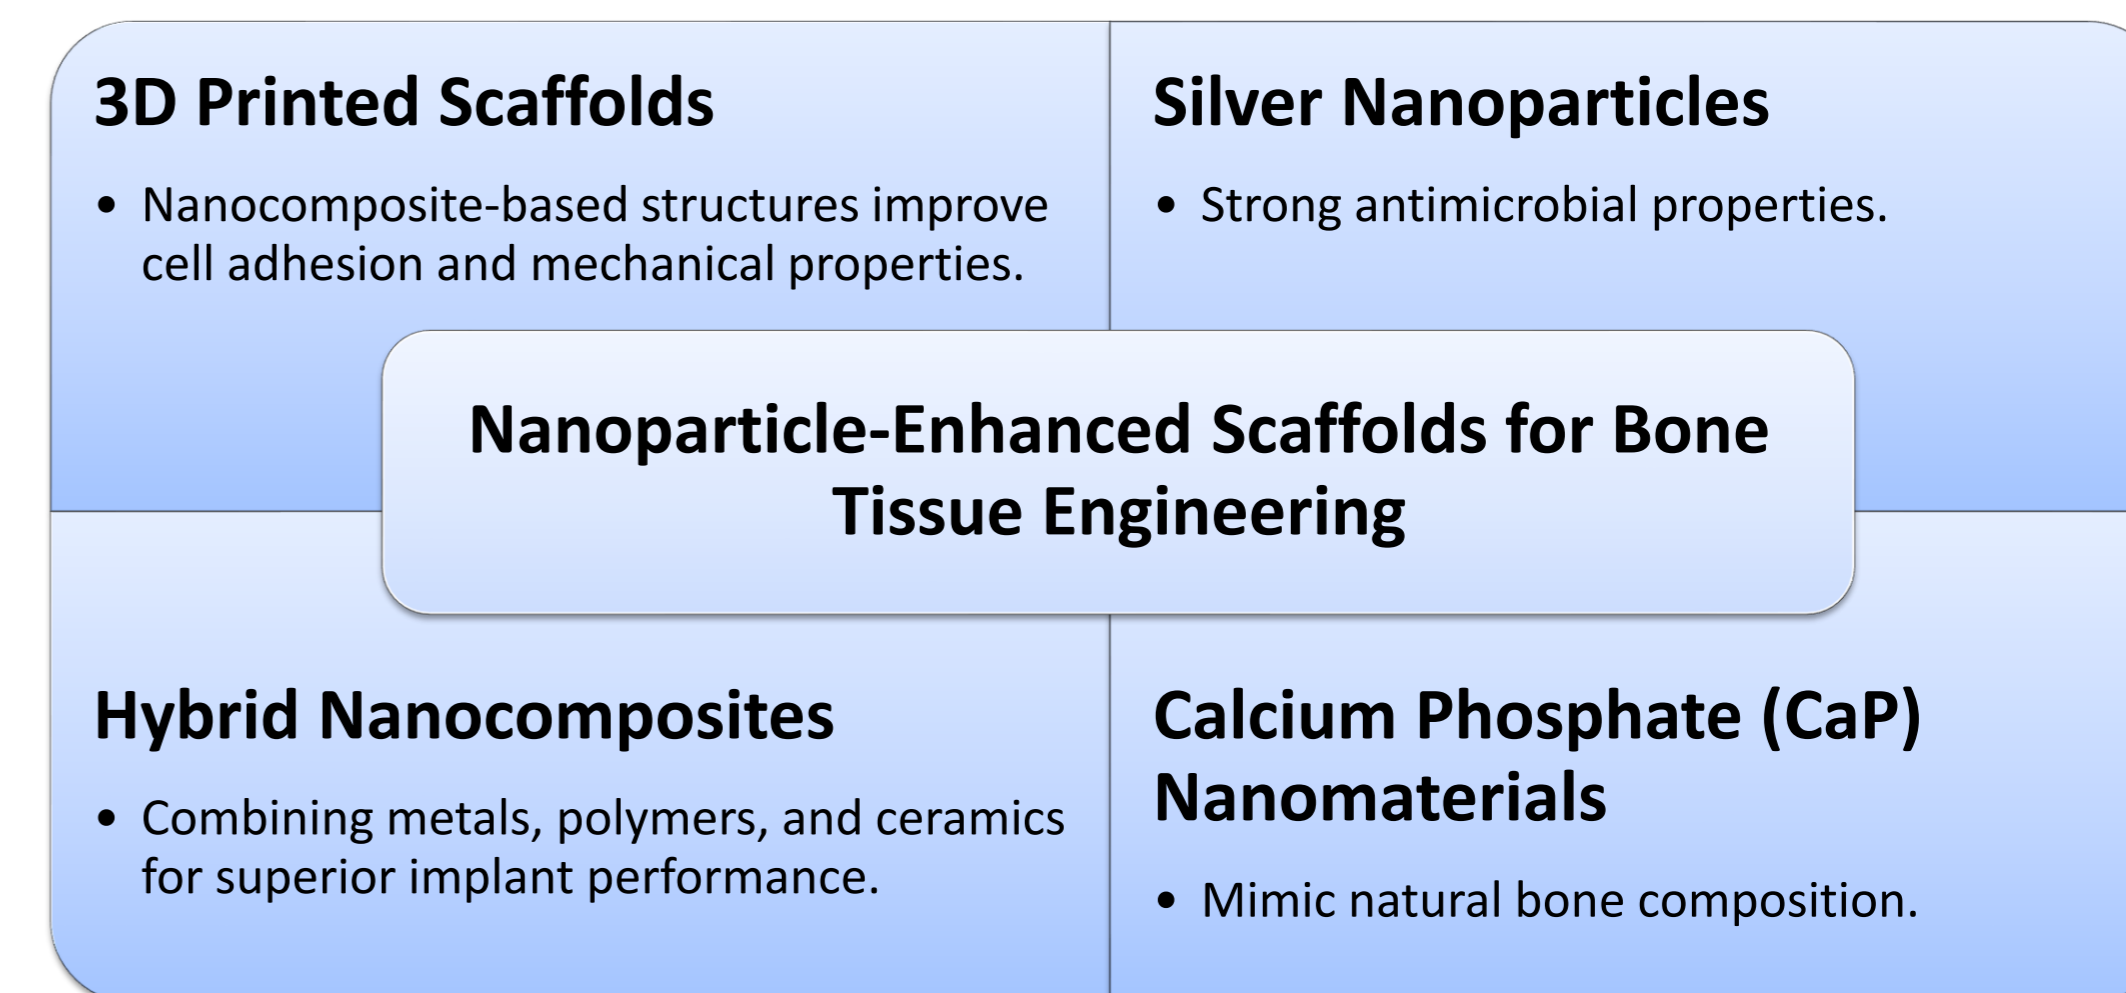 3D Printed Scaffolds
• Nanocomposite-based structures improve
cell adhesion and mechanical properties.
Silver Nanoparticles
• Strong antimicrobial properties.
Nanoparticle-Enhanced Scaffolds for Bone
Tissue Engineering
Hybrid Nanocomposites
• Combining metals, polymers, and ceramics
for superior implant performance.
Calcium Phosphate (CaP)
Nanomaterials
• Mimic natural bone composition.